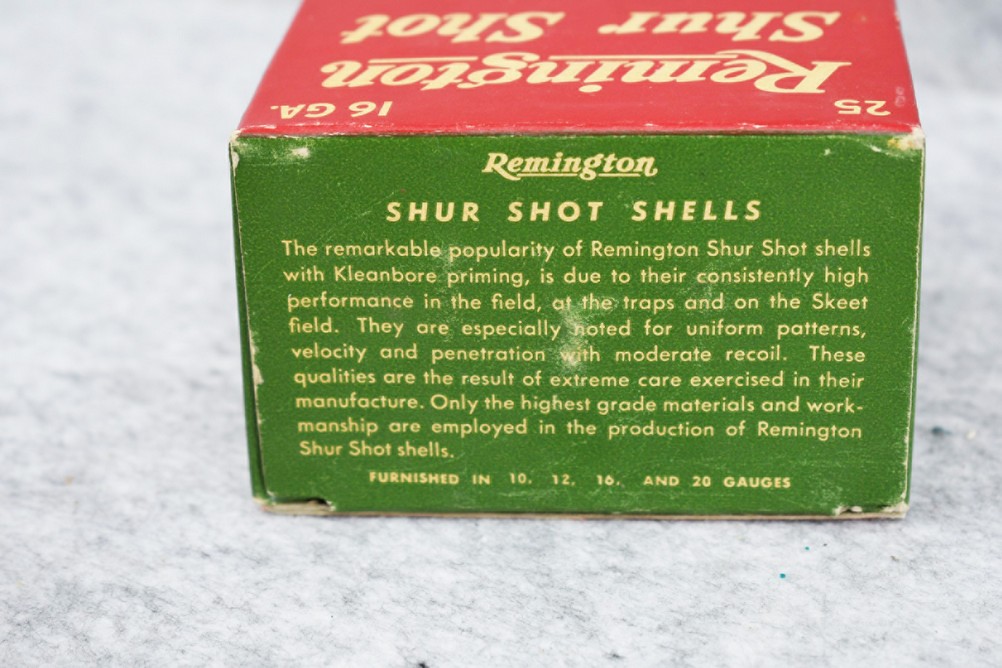 Shur Shot
Remington
16 GA. 25
Remington
SHUR SHOT SHELLS
The remarkable popularity of Remington Shur Shot shells
with Kleanbore priming, is due to their consistently high
performance in the field, at the traps and on the Skeet
field. They are especially noted for uniform patterns,
velocity and penetration with moderate recoil. These
qualities are the result of extreme care exercised in their
manufacture. Only the highest grade materials and work-
manship are employed in the production of Remington
Shur Shot shells.
FURNISHED IN 10, 12, 16, AND 20 GAUGES